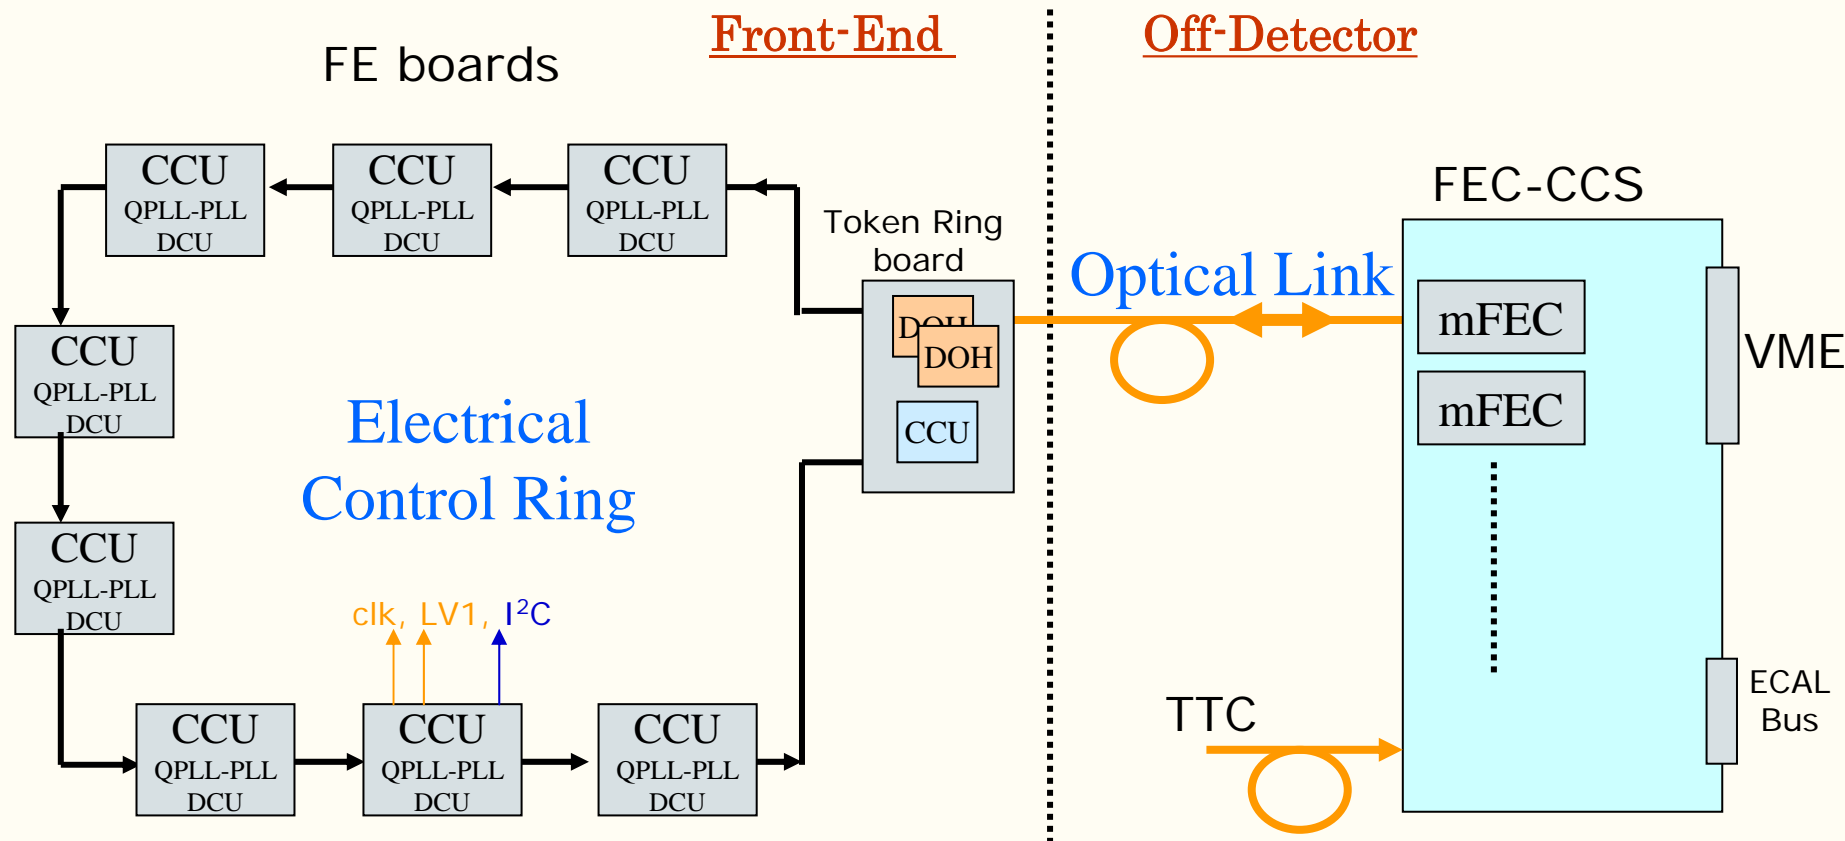 Front-End
Off-Detector
FE boards
CCU
QPLL-PLL
DCU
CCU
QPLL-PLL
DCU
CCU
QPLL-PLL
DCU
FEC-CCS
Token Ring
board
Optical Link
DOH
DOH
CCU
mFEC
mFEC
VME
CCU
QPLL-PLL
DCU
Electrical
Control Ring
CCU
QPLL-PLL
DCU
clk, LV1, I²C
CCU
QPLL-PLL
DCU
CCU
QPLL-PLL
DCU
CCU
QPLL-PLL
DCU
TTC
ECAL
Bus